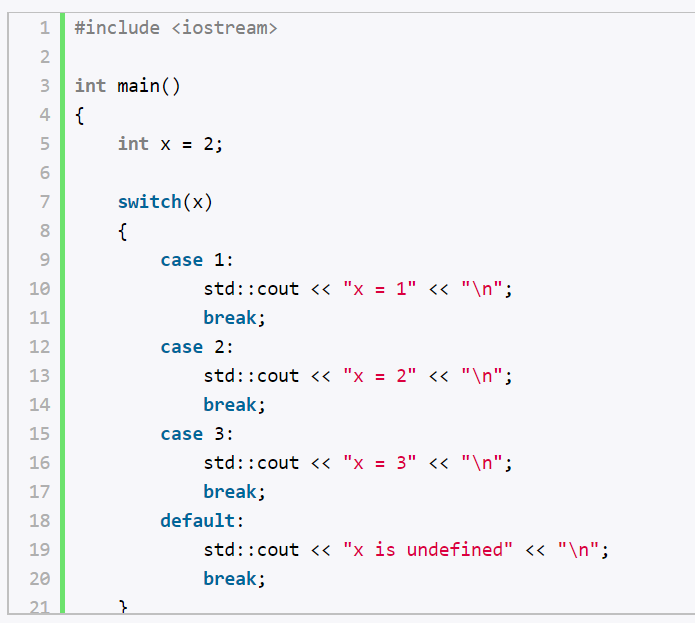 1 #include <iostream>
2
3 int main()
4 {
5     int x = 2;
6
7     switch(x)
8     {
9         case 1:
10             std::cout << "x = 1" << "\n";
11             break;
12         case 2:
13             std::cout << "x = 2" << "\n";
14             break;
15         case 3:
16             std::cout << "x = 3" << "\n";
17             break;
18         default:
19             std::cout << "x is undefined" << "\n";
20             break;
21     }